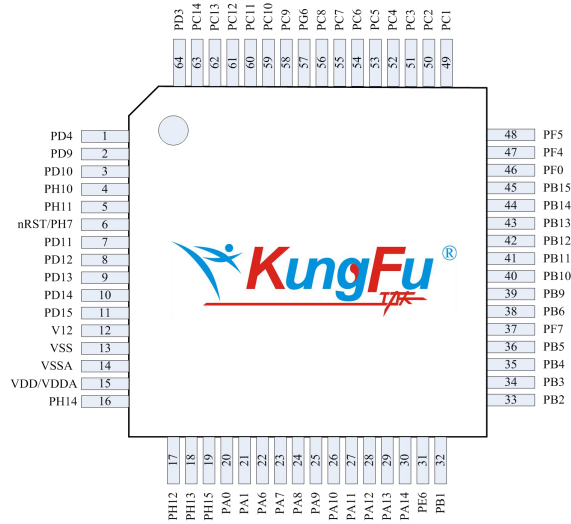 PD3 PC14 PC13 PC12 PC11 PC10 PC9 PG6 PC8 PC7 PC6 PC5 PC4 PC3 PC2 PC1
64 63 62 61 60 59 58 57 56 55 54 53 52 51 50 49
PD4 1
PD9 2
PD10 3
PH10 4
PH11 5
nRST/PH7 6
PD11 7
PD12 8
PD13 9
PD14 10
PD15 11
V12 12
VSS 13
VSSA 14
VDD/VDDA 15
PH14 16
KungFu®
48 PF5
47 PF4
46 PF0
45 PB15
44 PB14
43 PB13
42 PB12
41 PB11
40 PB10
39 PB9
38 PB6
37 PF7
36 PB5
35 PB4
34 PB3
33 PB2
17 18 19 20 21 22 23 24 25 26 27 28 29 30 31 32
PH12 PH13 PH15 PA0 PA1 PA6 PA7 PA8 PA9 PA10 PA11 PA12 PA13 PA14 PE6 PB1